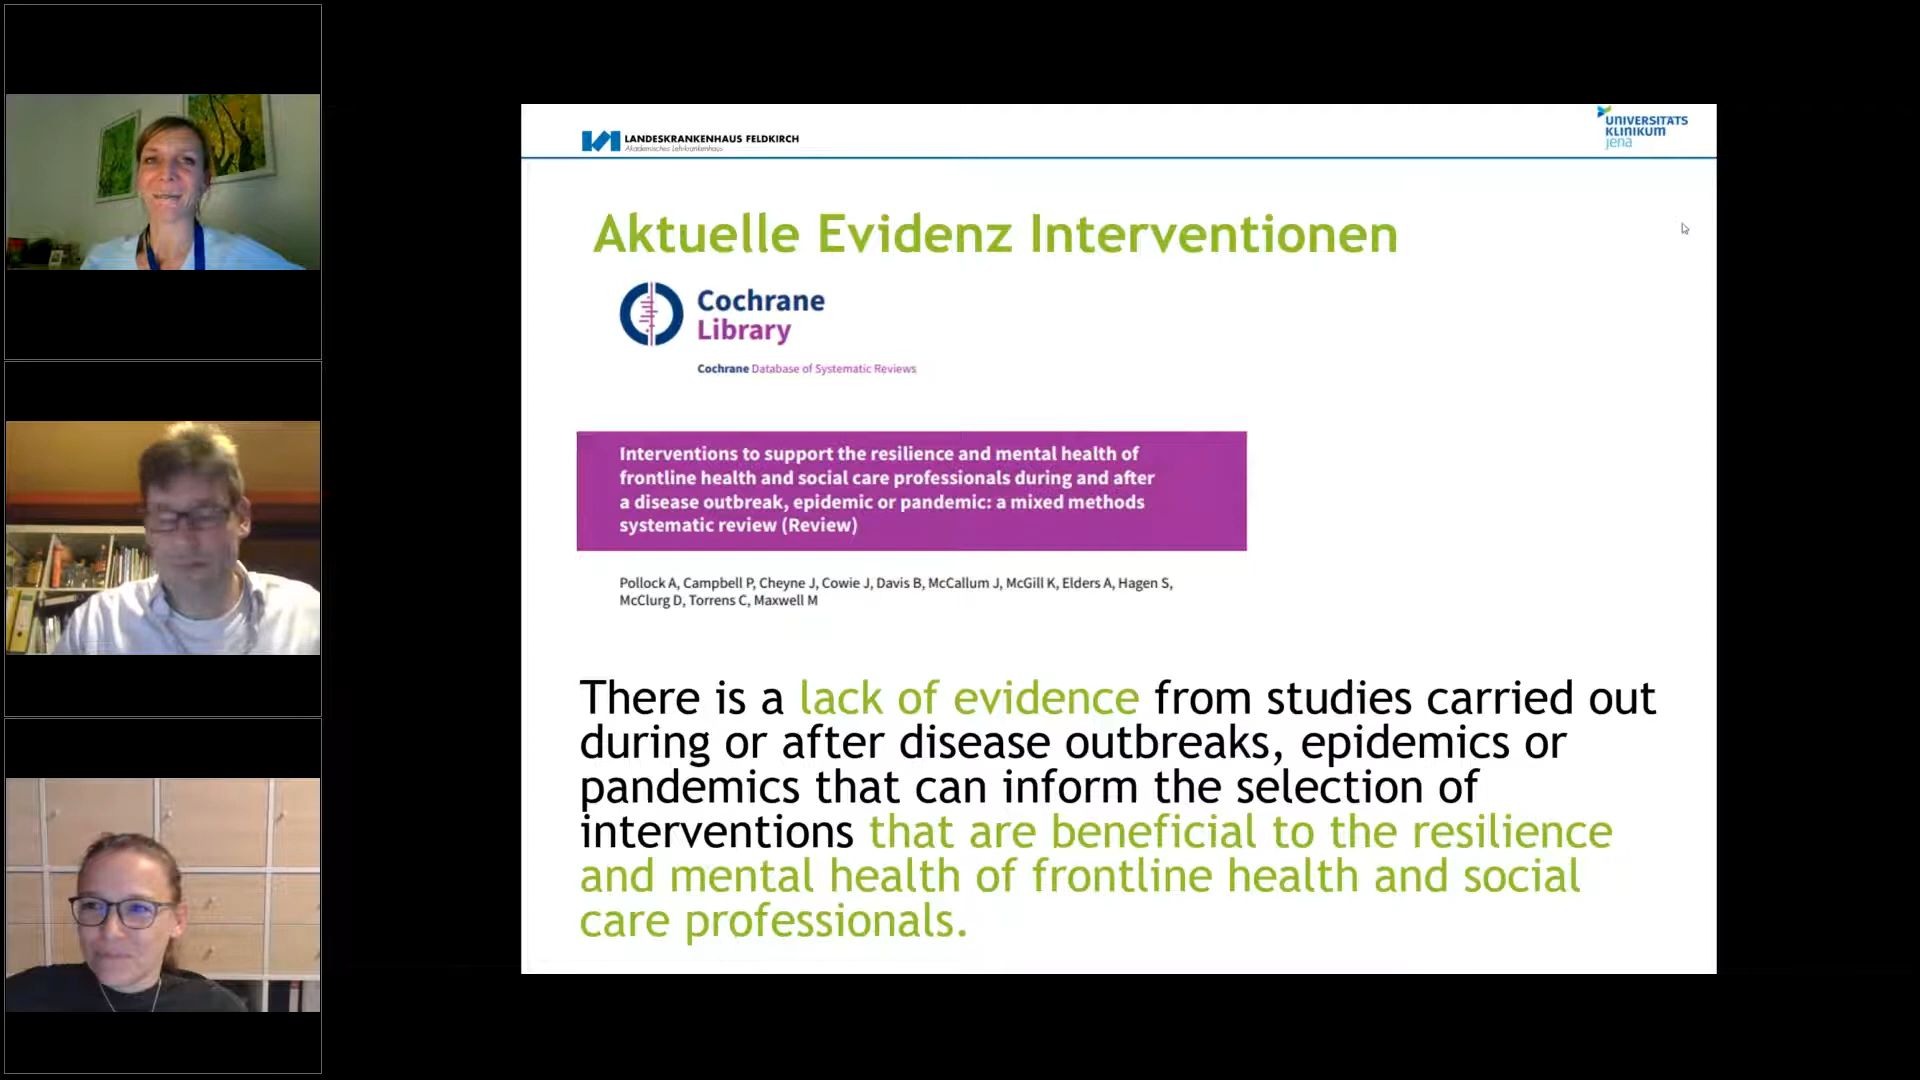 LANDESKRANKENHAUS FELDKIRCH
Akademisches Lehrkrankenhaus
UNIVERSITÄTS
KLINIKUM
jena
Aktuelle Evidenz Interventionen
Cochrane
Library
Cochrane Database of Systematic Reviews
Interventions to support the resilience and mental health of
frontline health and social care professionals during and after
a disease outbreak, epidemic or pandemic: a mixed methods
systematic review (Review)
Pollock A, Campbell P, Cheyne J, Cowie J, Davis B, McCallum J, McGill K, Elders A, Hagen S,
McClurg D, Torrens C, Maxwell M
There is a lack of evidence from studies carried out
during or after disease outbreaks, epidemics or
pandemics that can inform the selection of
interventions that are beneficial to the resilience
and mental health of frontline health and social
care professionals.